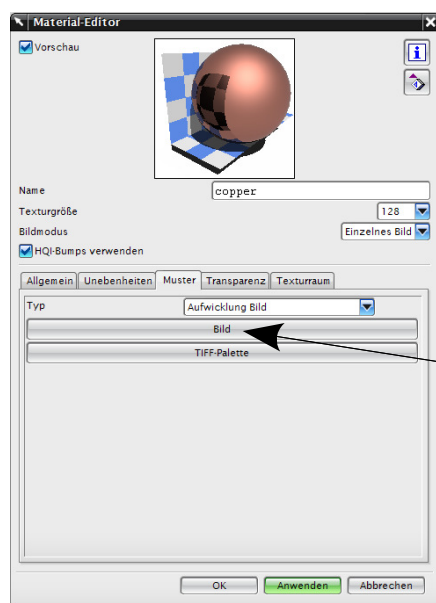 Material-Editor
Vorschau
Name copper
Texturgröße 128
Bildmodus Einzelnes Bild
HQI-Bumps verwenden
Allgemein Unebenheiten Muster Transparenz Texturraum
Typ Aufwicklung Bild
Bild
TIFF-Palette
OK Anwenden Abbrechen